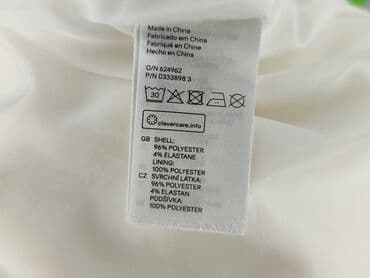 Made in China
Fabricado em China
Fabriqué en Chine
Hecho en China
O/N 624962
P/N 0333898 3
30
clevercare.info
GB SHELL:
96% POLYESTER
4% ELASTANE
LINING:
100% POLYESTER
CZ SVRCHNÍ LÁTKA:
96% POLYESTER
4% ELASTAN
PODŠÍVKA:
100% POLYESTER